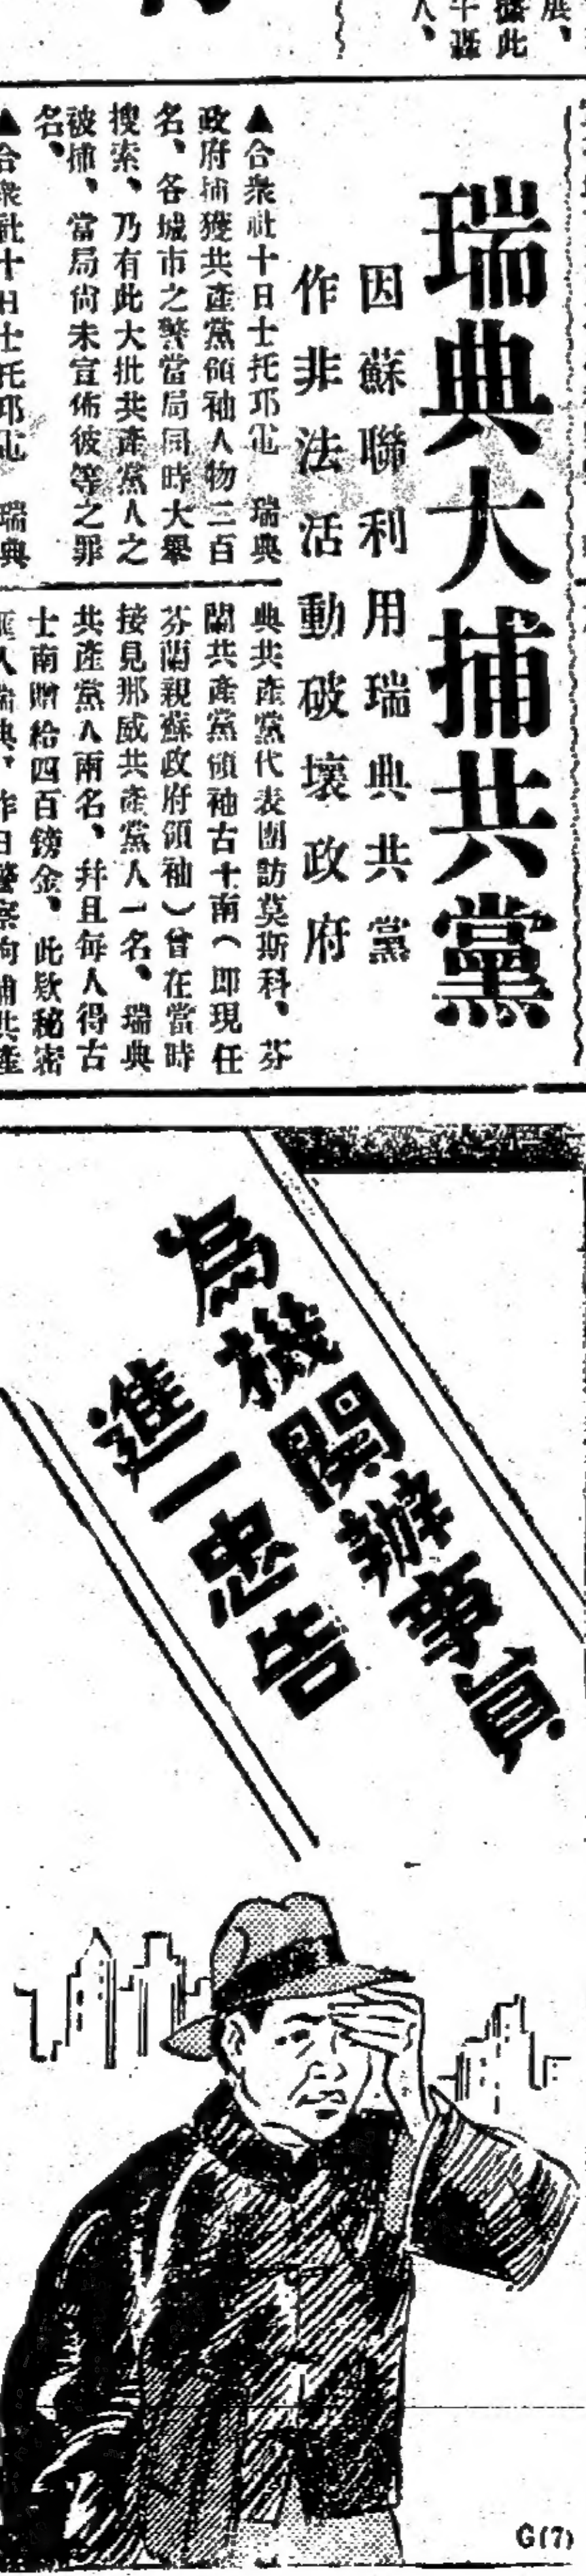 瑞典大捕共黨
因蘇聯利用瑞典共黨
作非法活動破壞政府
▲合衆社十日士托邛電　瑞典
政府捕獲共產黨領袖人物二百
名、各城市之警當局同時大舉
搜索、乃有此大批共產黨人之
被捕、當局尙未宣佈彼等之罪
名、
▲合衆社十日士托邛電　瑞典
典共產黨代表團訪莫斯科、芬
蘭共產黨領袖古士南（即現任
芬蘭親蘇政府領袖）曾在當時
接見那威共產黨人一名、瑞典
共產黨人兩名、幷且每人得古
士南贈給四百鎊金、此欵秘密
匯入瑞典、昨日警察拘捕共產
爲機關辦事員
進一忠告
G(7)